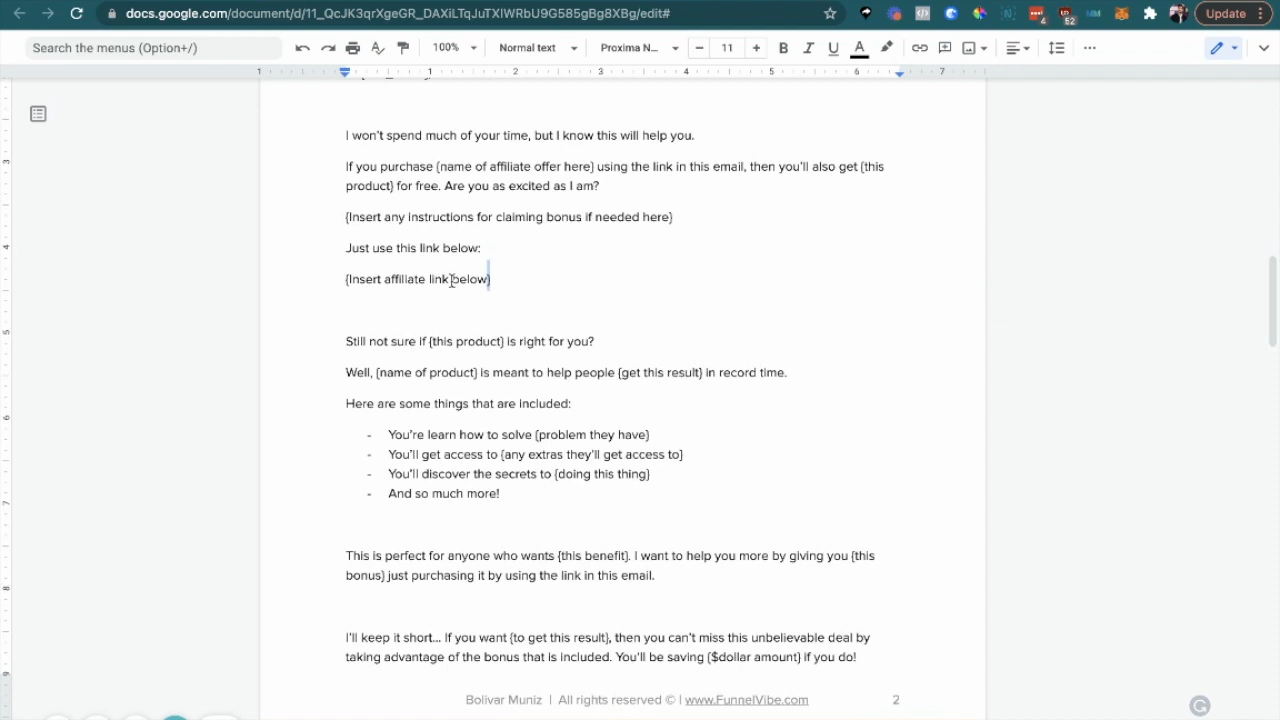 docs.google.com/document/d/11_QcJK3qrXgeGR_DAXiLTqJuTXIWRbU9G585gBg8XBg/edit#
4
52
Update
Search the menus (Option+/)
100%
Normal text
Proxima N...
11
B
I
U
A
1 1 2 3 4 5 6 7
I won't spend much of your time, but I know this will help you.
If you purchase {name of affiliate offer here} using the link in this email, then you'll also get {this
product} for free. Are you as excited as I am?
{Insert any instructions for claiming bonus if needed here}
Just use this link below:
{Insert affiliate link below}
Still not sure if {this product} is right for you?
Well, {name of product} is meant to help people {get this result} in record time.
Here are some things that are included:
- You're learn how to solve {problem they have}
- You'll get access to {any extras they'll get access to}
- You'll discover the secrets to {doing this thing}
- And so much more!
This is perfect for anyone who wants {this benefit}. I want to help you more by giving you {this
bonus} just purchasing it by using the link in this email.
I'll keep it short... If you want {to get this result}, then you can't miss this unbelievable deal by
taking advantage of the bonus that is included. You'll be saving {$dollar amount} if you do!
Bolivar Muniz | All rights reserved © | www.FunnelVibe.com 2